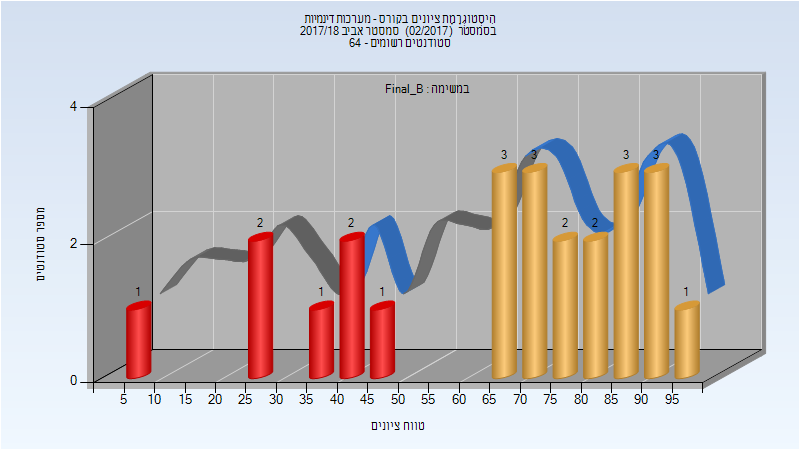 היסטוגרמת ציונים בקורס - מערכות דינמיות
בסמסטר (02/2017) סמסטר אביב 2017/18
סטודנטים רשומים - 64
במשימה : Final_B
מספר סטודנטים
4
2
0
1
2
1
2
1
3
3
2
2
3
3
1
5 10 15 20 25 30 35 40 45 50 55 60 65 70 75 80 85 90 95
טווח ציונים